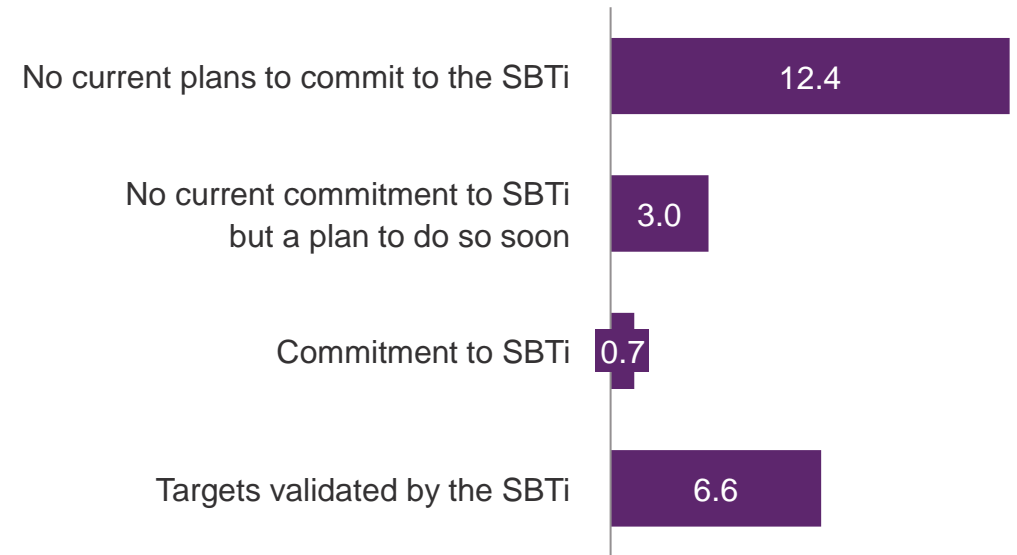 No current plans to commit to the SBTi
12.4
No current commitment to SBTi
but a plan to do so soon
3.0
Commitment to SBTi
0.7
Targets validated by the SBTi
6.6